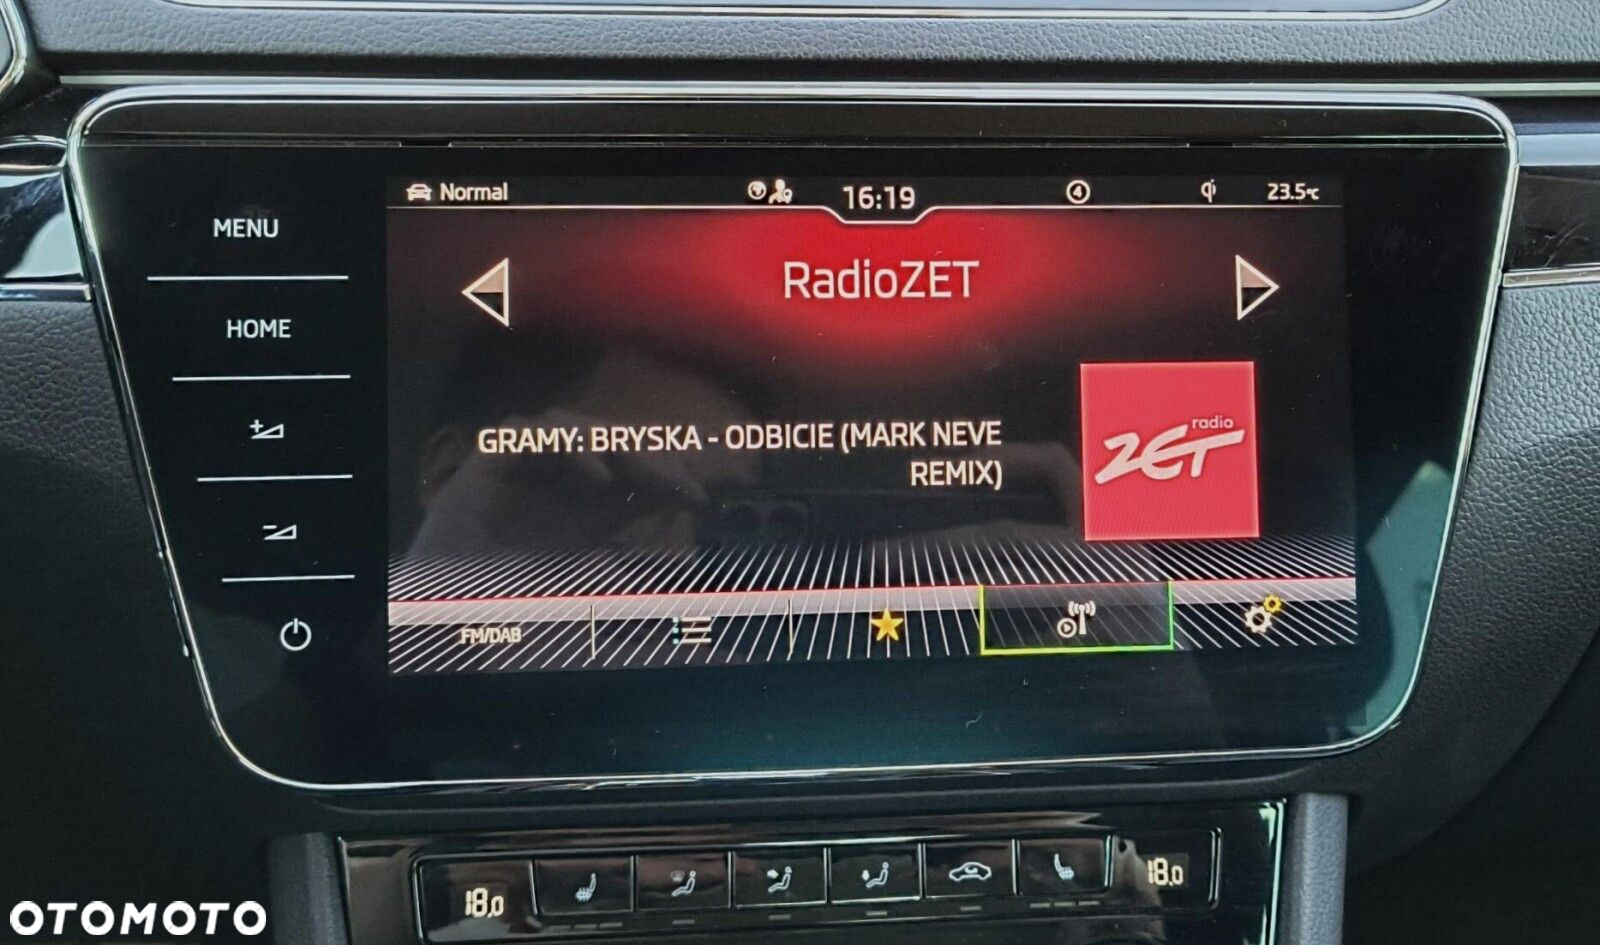 Normal
16:19
4
23.5°C
MENU
HOME
RadioZET
GRAMY: BRYSKA - ODBICIE (MARK NEVE
REMIX)
radio
ZET
FM/DAB
18.0
18.0
OTOMOTO